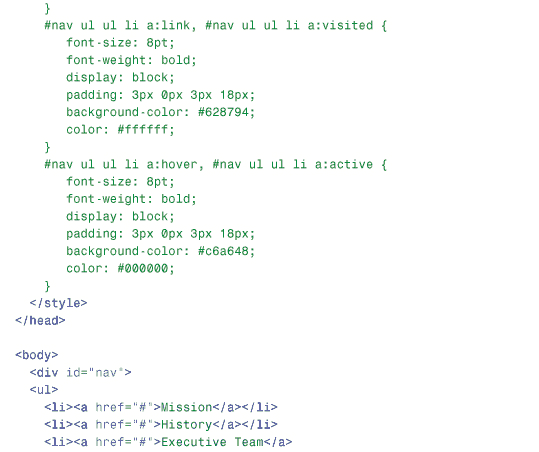 }
#nav ul ul li a:link, #nav ul ul li a:visited {
font-size: 8pt;
font-weight: bold;
display: block;
padding: 3px 0px 3px 18px;
background-color: #628794;
color: #ffffff;
}
#nav ul ul li a:hover, #nav ul ul li a:active {
font-size: 8pt;
font-weight: bold;
display: block;
padding: 3px 0px 3px 18px;
background-color: #c6a648;
color: #000000;
}
</style>
</head>
<body>
<div id="nav">
<ul>
<li><a href="#">Mission</a></li>
<li><a href="#">History</a></li>
<li><a href="#">Executive Team</a>